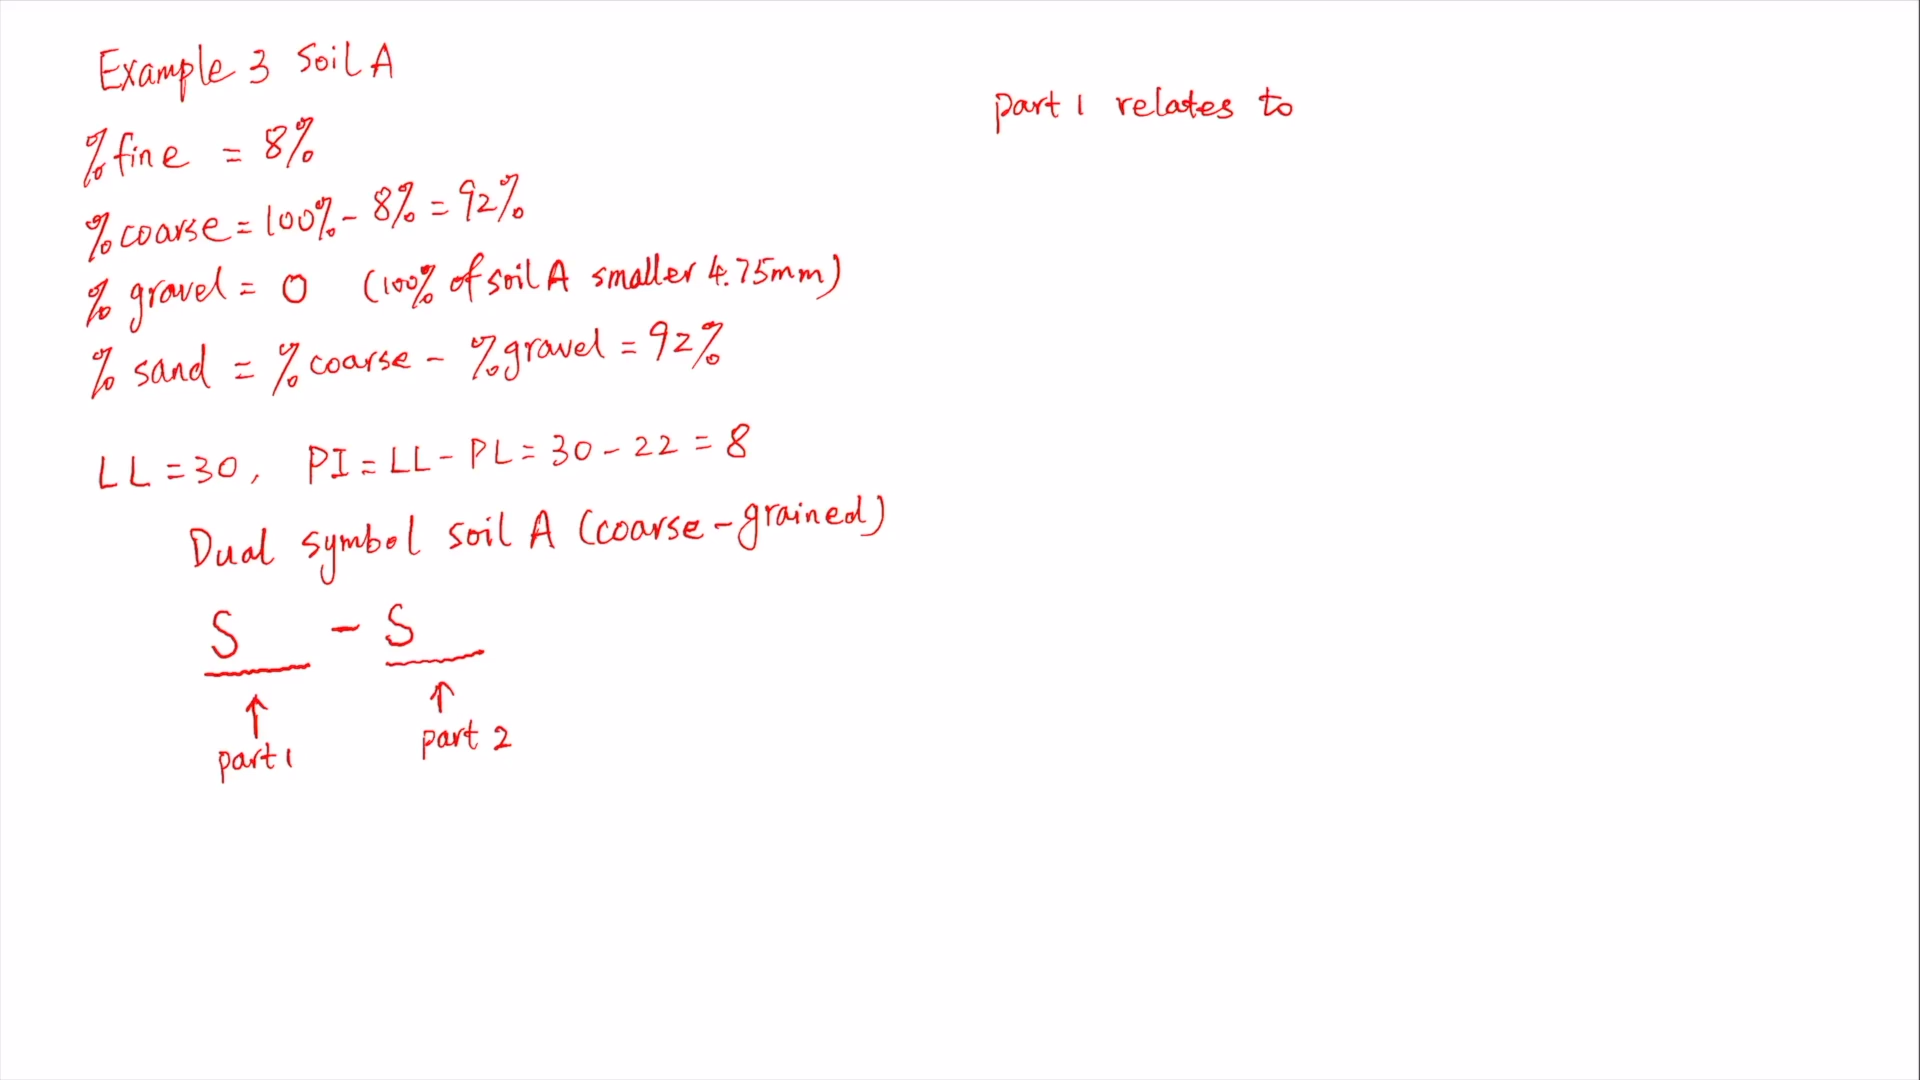 Example 3 Soil A
%fine = 8%
%coarse = 100% - 8% = 92%
% gravel = 0 (100% of soil A smaller 4.75mm)
% sand = % coarse - %gravel = 92%
LL = 30, PI = LL - PL = 30 - 22 = 8
Dual symbol soil A (coarse-grained)
S - S
part 1 part 2
part 1 relates to